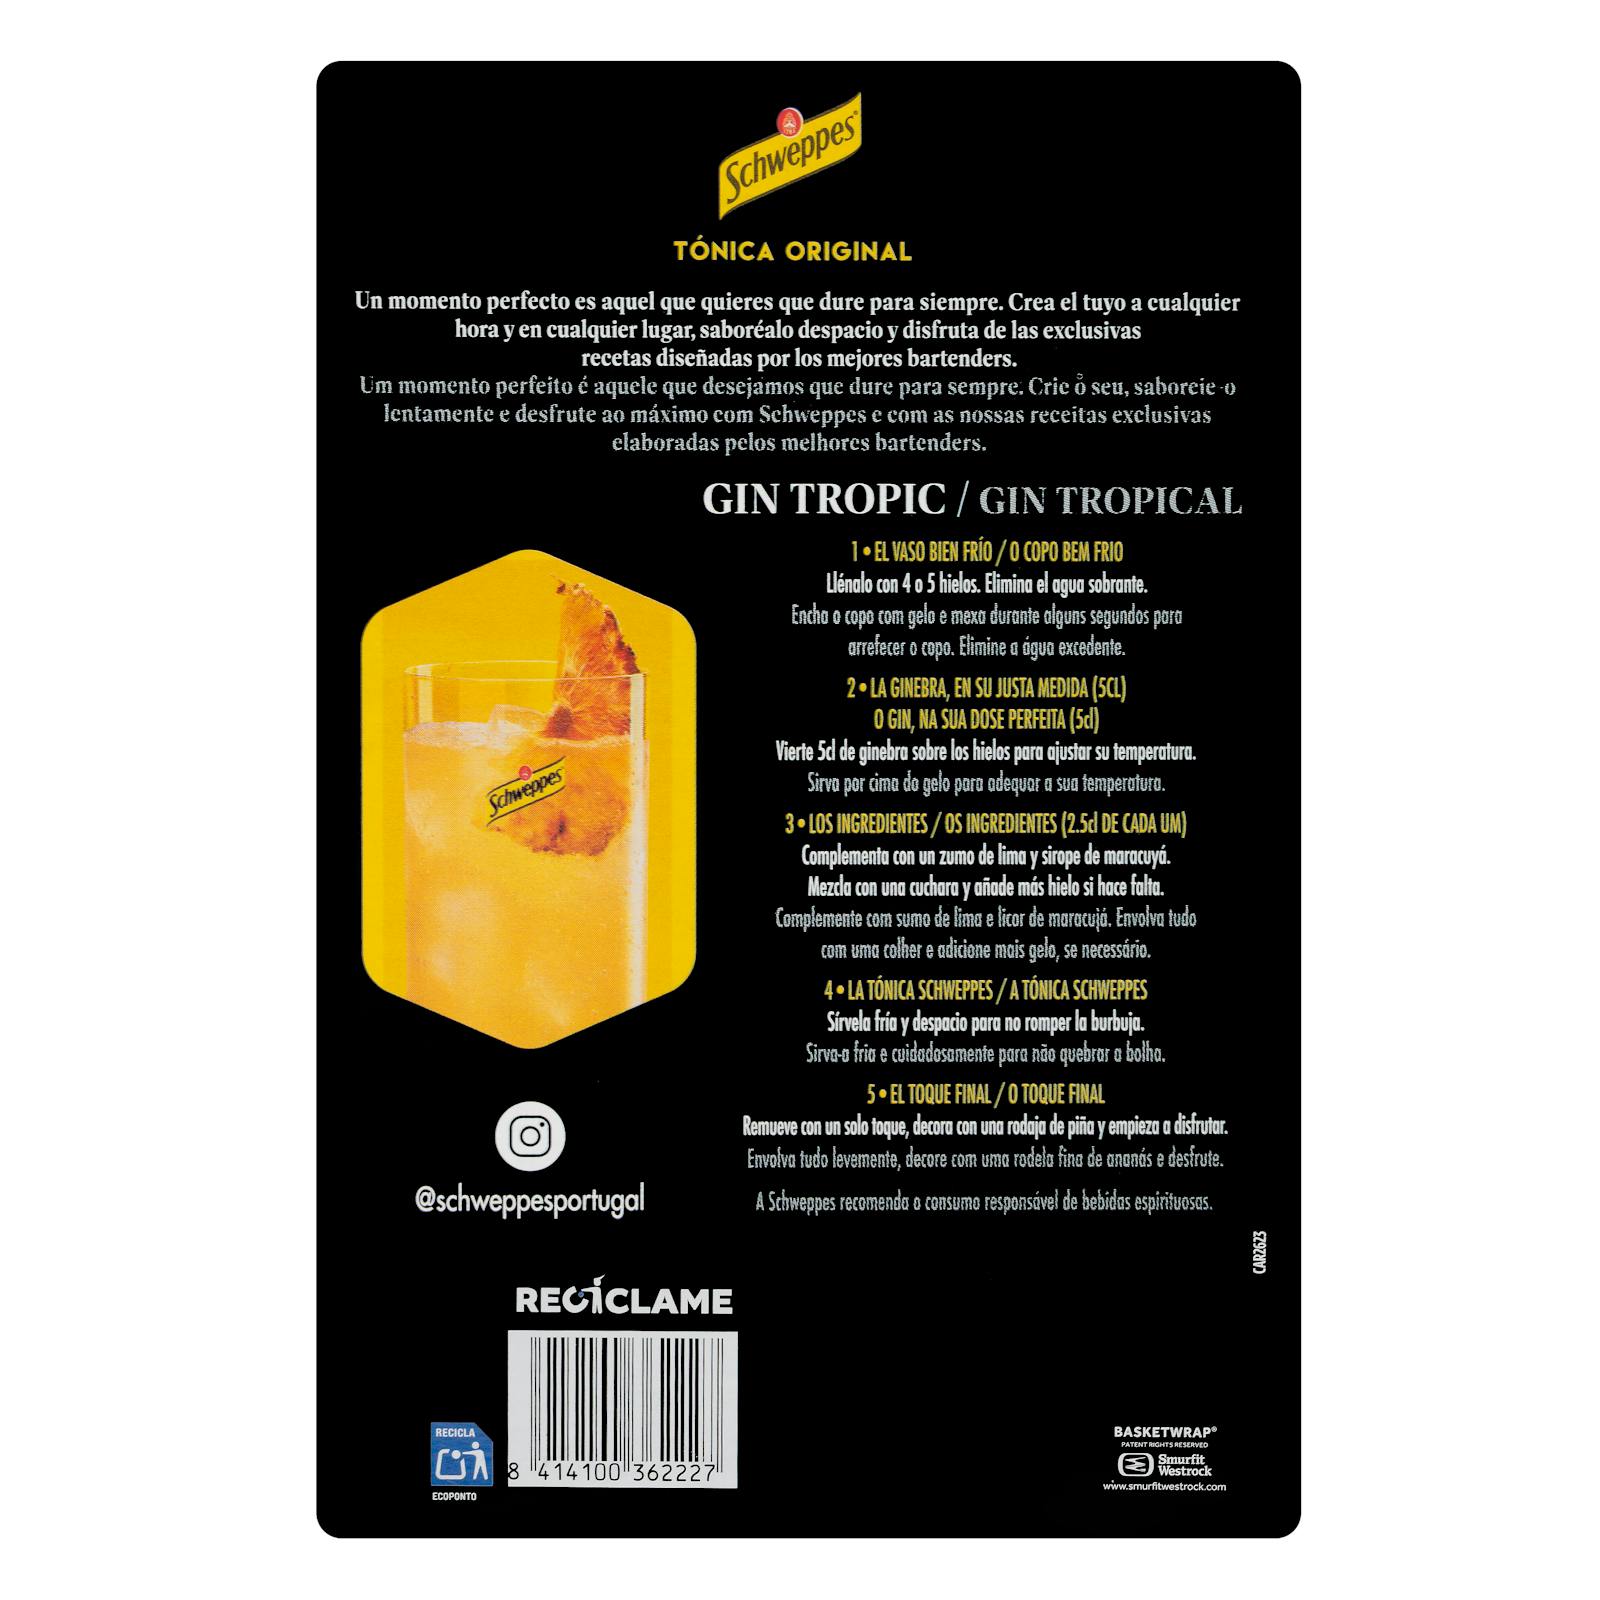 Schweppes
TÓNICA ORIGINAL
Un momento perfecto es aquel que quieres que dure para siempre. Crea el tuyo a cualquier
hora y en cualquier lugar, saboréalo despacio y disfruta de las exclusivas
recetas diseñadas por los mejores bartenders.
Um momento perfeito é aquele que desejamos que dure para sempre. Crie o seu, saboreie-o
lentamente e desfrute ao máximo com Schweppes e com as nossas receitas exclusivas
elaboradas pelos melhores bartenders.
GIN TROPIC / GIN TROPICAL
1 • EL VASO BIEN FRÍO / O COPO BEM FRIO
Llénalo con 4 o 5 hielos. Elimina el agua sobrante.
Encha o copo com gelo e mexa durante alguns segundos para
arrefecer o copo. Elimine a água excedente.
2 • LA GINEBRA, EN SU JUSTA MEDIDA (5CL)
O GIN, NA SUA DOSE PERFEITA (5cl)
Vierte 5cl de ginebra sobre los hielos para ajustar su temperatura.
Sirva por cima do gelo para adequar a sua temperatura.
3 • LOS INGREDIENTES / OS INGREDIENTES (2.5cl DE CADA UM)
Complementa con un zumo de lima y sirope de maracuyá.
Mezcla con una cuchara y añade más hielo si hace falta.
Complemente com sumo de lima e licor de maracujá. Envolva tudo
com uma colher e adicione mais gelo, se necessário.
4 • LA TÓNICA SCHWEPPES / A TÓNICA SCHWEPPES
Sírvela fría y despacio para no romper la burbuja.
Sirva-a fria e cuidadosamente para não quebrar a bolha.
5 • EL TOQUE FINAL / O TOQUE FINAL
Remueve con un solo toque, decora con una rodaja de piña y empieza a disfrutar.
Envolva tudo levemente, decore com uma rodela fina de ananás e desfrute.
A Schweppes recomenda o consumo responsável de bebidas espirituosas.
Schweppes
@schweppesportugal
CAR2623
RECICLAME
8 414100 362227
RECICLA
ECOPONTO
BASKETWRAP®
PATENT RIGHTS RESERVED
Smurfit
Westrock
www.smurfitwestrock.com